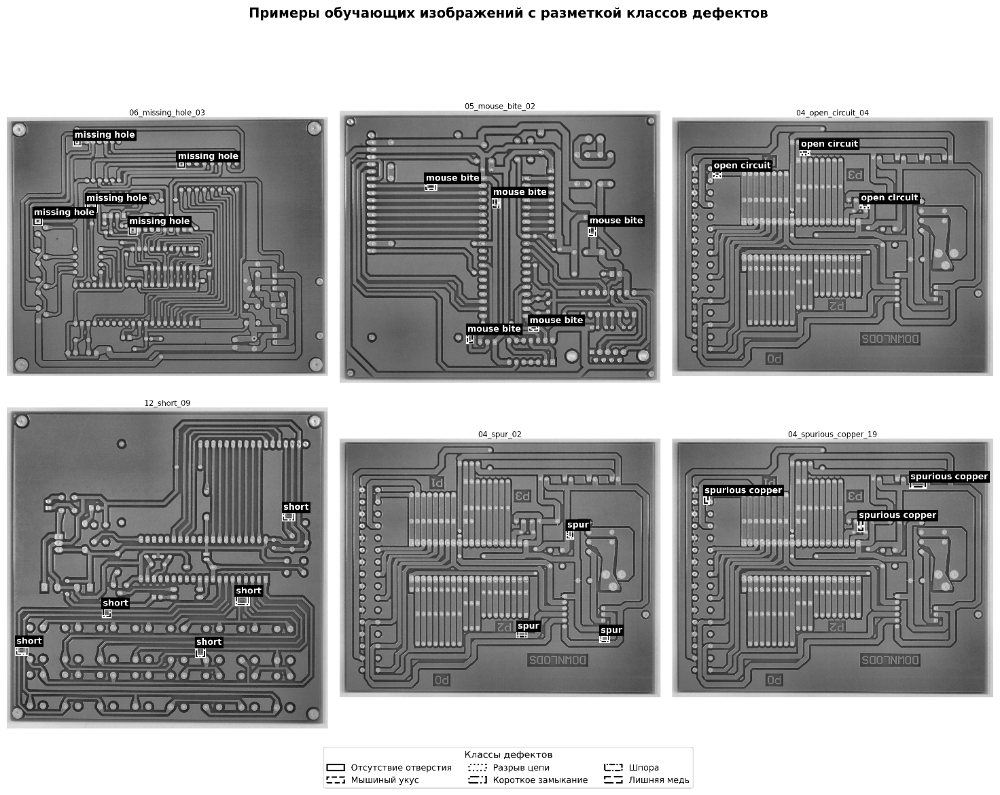 Примеры обучающих изображений с разметкой классов дефектов
06_missing_hole_03
missing hole
missing hole
missing hole
missing hole
missing hole
05_mouse_bite_02
mouse bite
mouse bite
mouse bite
mouse bite
mouse bite
04_open_circuit_04
open circuit
open circuit
open circuit
P3
P2
DOWNLODS
P0
12_short_09
short
short
short
short
short
04_spur_02
P1
P3
spur
spur
P2
spur
DOWNLODS
P0
04_spurious_copper_19
spurious copper
P1
spurious copper
P3
spurious copper
P2
DOWNLODS
P0
Классы дефектов
Отсутствие отверстия
Разрыв цепи
Шпора
Мышиный укус
Короткое замыкание
Лишняя медь